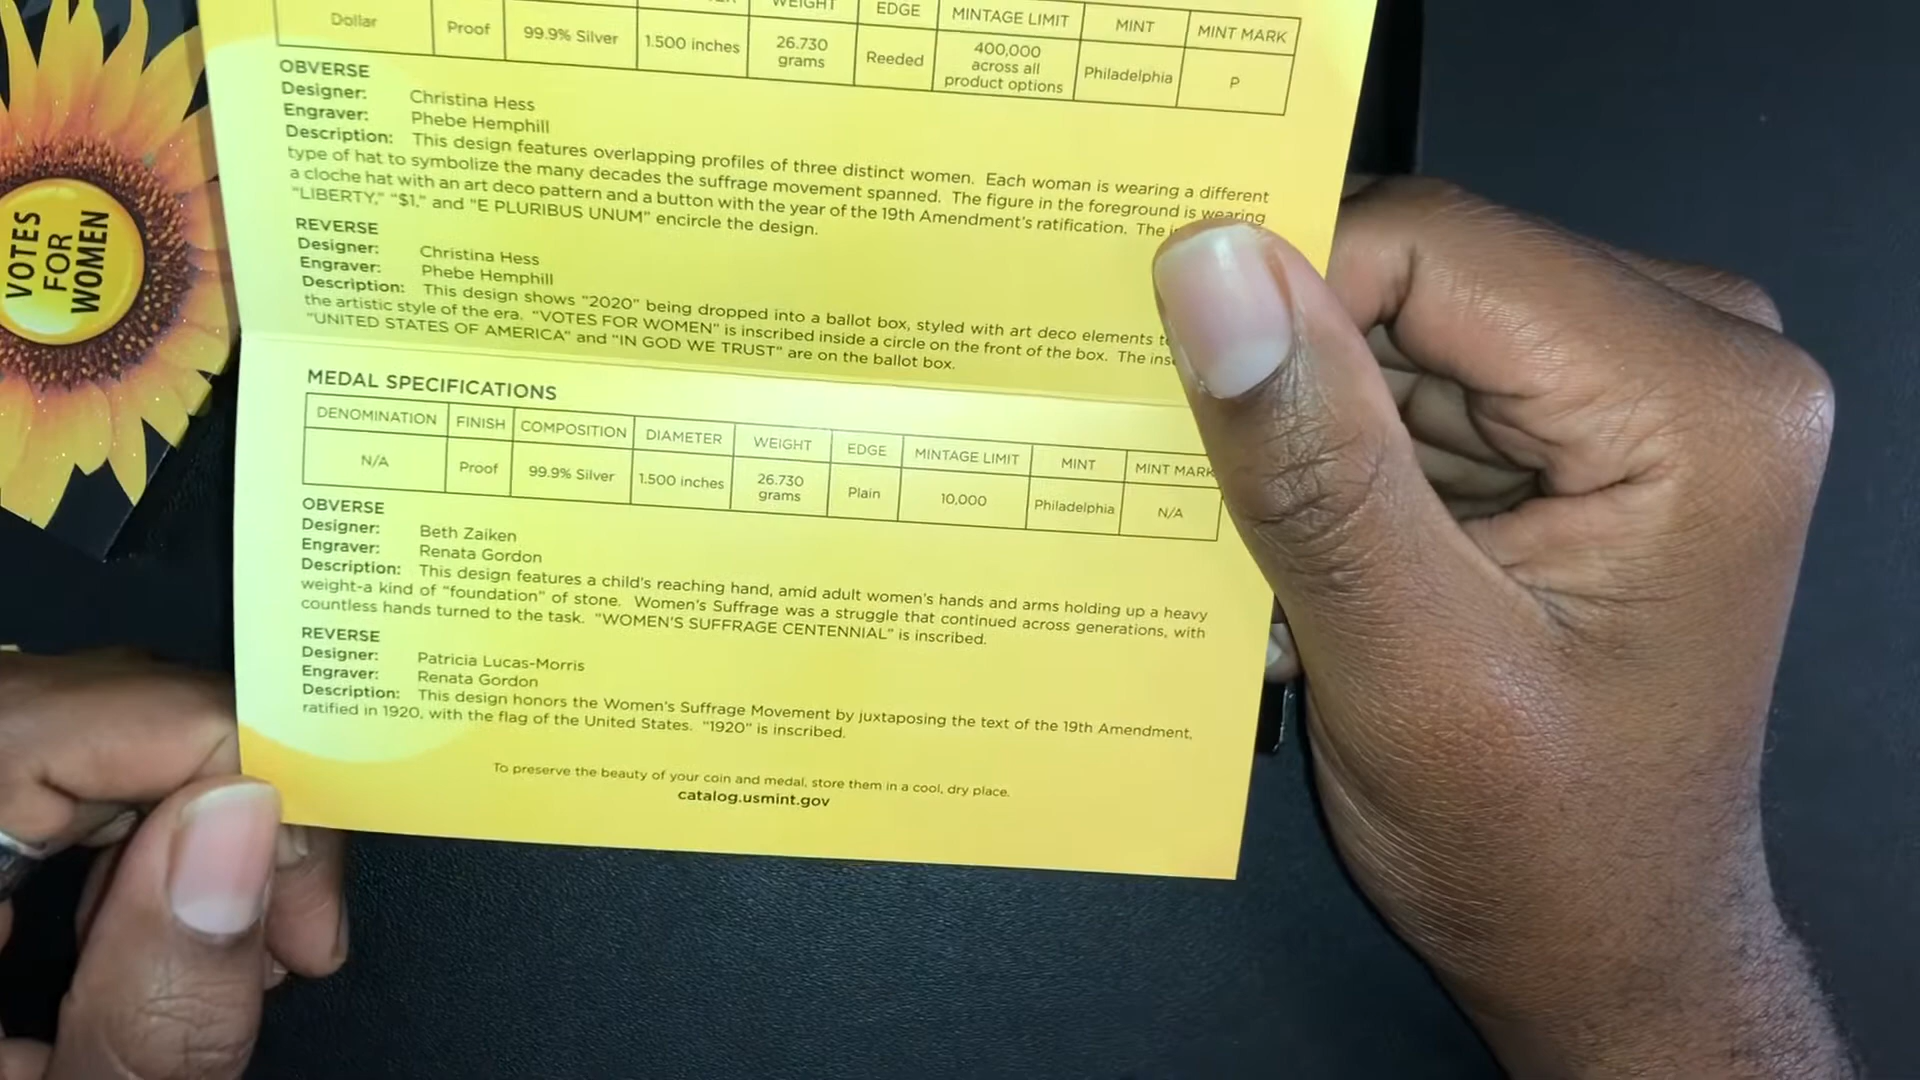 VOTES
FOR
WOMEN
WEIGHT EDGE MINTAGE LIMIT MINT MINT MARK
Dollar Proof 99.9% Silver 1.500 inches 26.730 grams Reeded 400,000 across all product options Philadelphia P
OBVERSE
Designer: Christina Hess
Engraver: Phebe Hemphill
Description: This design features overlapping profiles of three distinct women. Each woman is wearing a different
type of hat to symbolize the many decades the suffrage movement spanned. The figure in the foreground is wearing
a cloche hat with an art deco pattern and a button with the year of the 19th Amendment's ratification. The
"LIBERTY," "$1," and "E PLURIBUS UNUM" encircle the design.
REVERSE
Designer: Christina Hess
Engraver: Phebe Hemphill
Description: This design shows "2020" being dropped into a ballot box, styled with art deco elements
the artistic style of the era. "VOTES FOR WOMEN" is inscribed inside a circle on the front of the box. The
"UNITED STATES OF AMERICA" and "IN GOD WE TRUST" are on the ballot box.
MEDAL SPECIFICATIONS
DENOMINATION FINISH COMPOSITION DIAMETER WEIGHT EDGE MINTAGE LIMIT MINT MINT MARK
N/A Proof 99.9% Silver 1.500 inches 26.730 grams Plain 10,000 Philadelphia N/A
OBVERSE
Designer: Beth Zaiken
Engraver: Renata Gordon
Description: This design features a child's reaching hand, amid adult women's hands and arms holding up a heavy
weight-a kind of "foundation" of stone. Women's Suffrage was a struggle that continued across generations, with
countless hands turned to the task. "WOMEN'S SUFFRAGE CENTENNIAL" is inscribed.
REVERSE
Designer: Patricia Lucas-Morris
Engraver: Renata Gordon
Description: This design honors the Women's Suffrage Movement by juxtaposing the text of the 19th Amendment,
ratified in 1920, with the flag of the United States. "1920" is inscribed.
To preserve the beauty of your coin and medal, store them in a cool, dry place.
catalog.usmint.gov